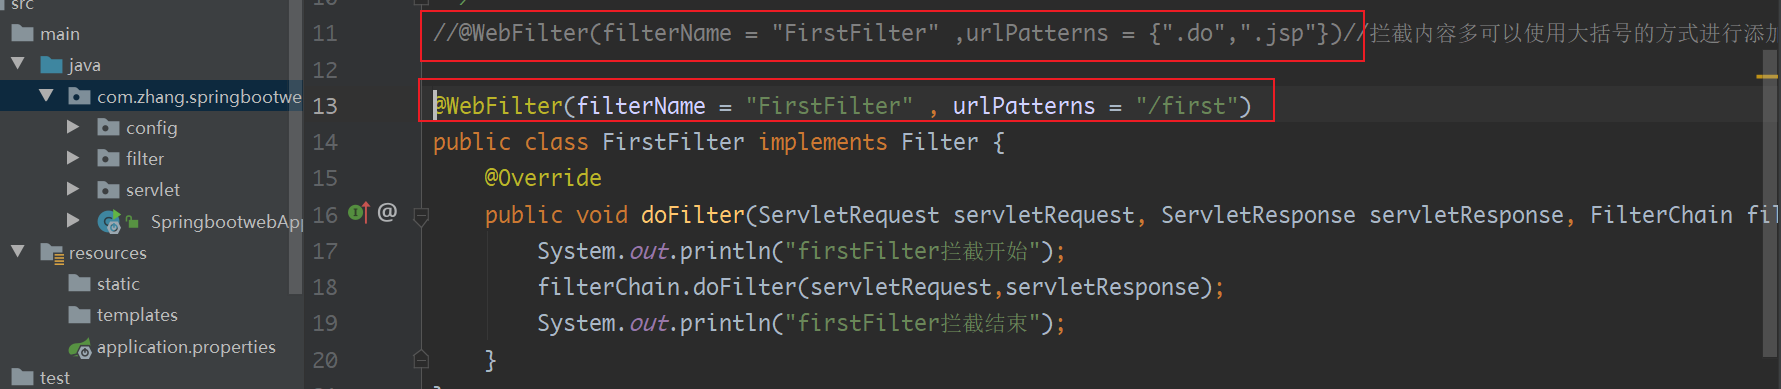 src
main
java
com.zhang.springbootwe
config
filter
servlet
SpringbootwebApp
resources
static
templates
application.properties
test
11 //@WebFilter(filterName = "FirstFilter" ,urlPatterns = {".do",".jsp"})//拦截内容多可以使用大括号的方式进行添加
12
13 @WebFilter(filterName = "FirstFilter" , urlPatterns = "/first")
14 public class FirstFilter implements Filter {
15 @Override
16 @ public void doFilter(ServletRequest servletRequest, ServletResponse servletResponse, FilterChain fil
17 System.out.println("firstFilter拦截开始");
18 filterChain.doFilter(servletRequest,servletResponse);
19 System.out.println("firstFilter拦截结束");
20 }